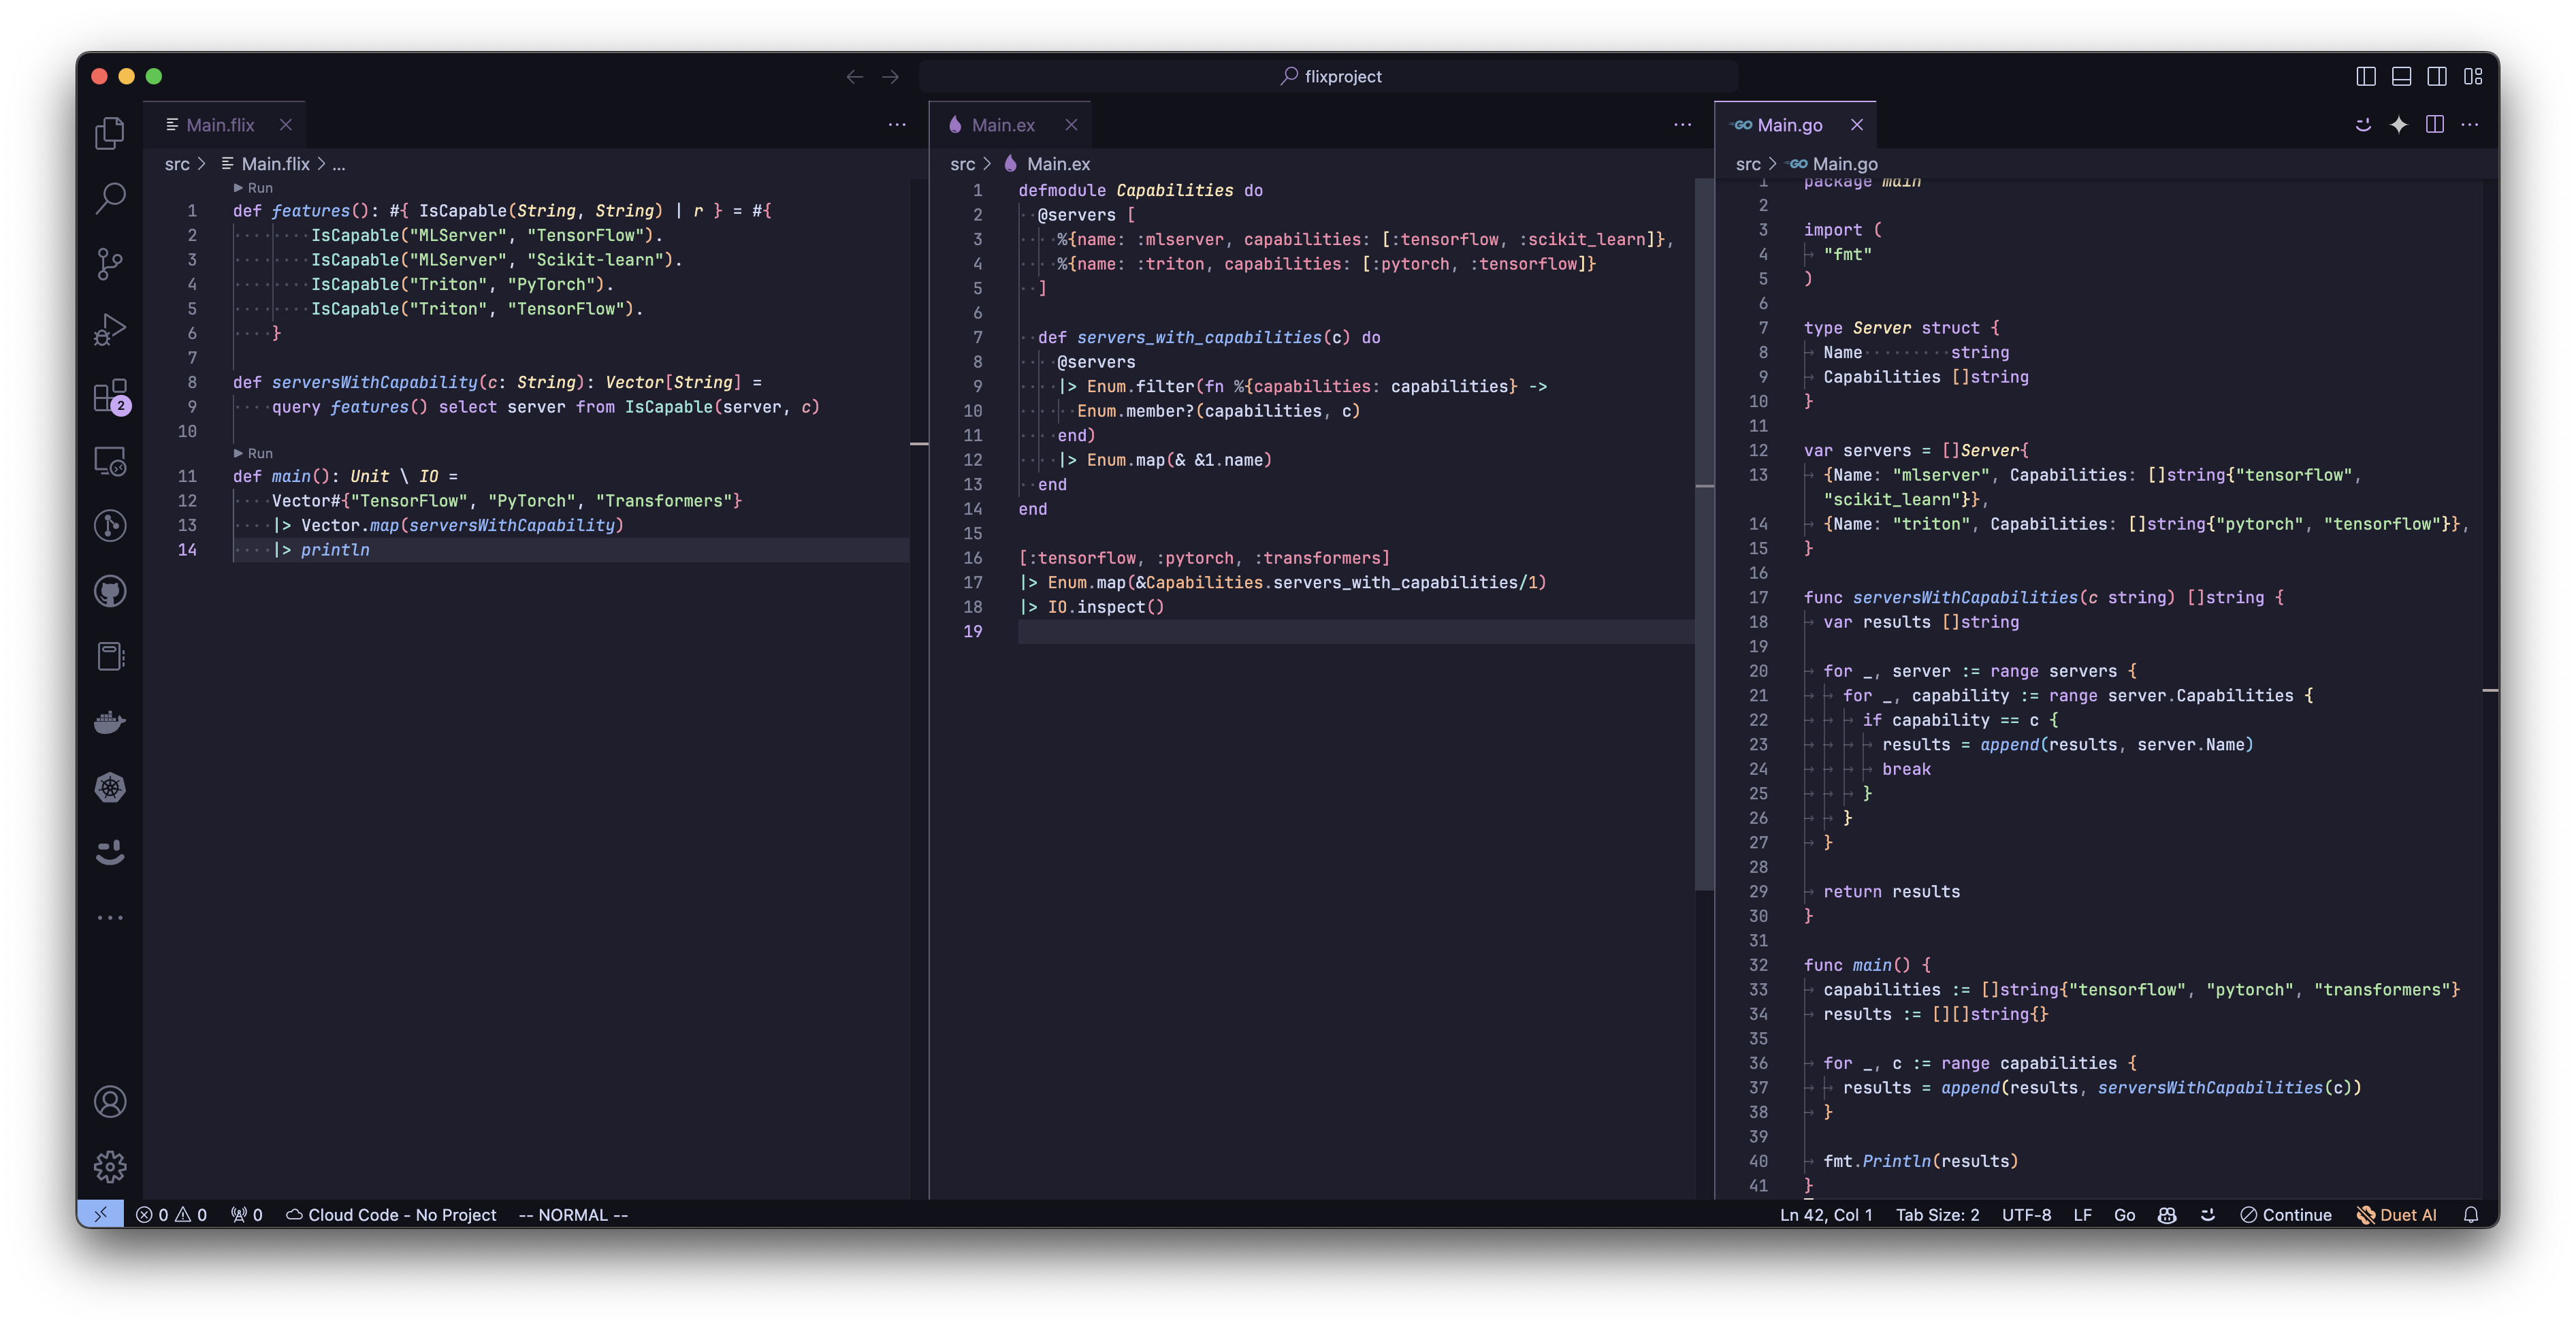 flixproject
Main.flix
src > Main.flix > ...
Run
1 def features(): #{ IsCapable(String, String) | r } = #{
2 IsCapable("MLServer", "TensorFlow").
3 IsCapable("MLServer", "Scikit-learn").
4 IsCapable("Triton", "PyTorch").
5 IsCapable("Triton", "TensorFlow").
6 }
7
8 def serversWithCapability(c: String): Vector[String] =
9 query features() select server from IsCapable(server, c)
10
Run
11 def main(): Unit \ IO =
12 Vector#{"TensorFlow", "PyTorch", "Transformers"}
13 |> Vector.map(serversWithCapability)
14 |> println
Main.ex
src > Main.ex
1 defmodule Capabilities do
2 @servers [
3 %{name: :mlserver, capabilities: [:tensorflow, :scikit_learn]},
4 %{name: :triton, capabilities: [:pytorch, :tensorflow]}
5 ]
6
7 def servers_with_capabilities(c) do
8 @servers
9 |> Enum.filter(fn %{capabilities: capabilities} ->
10 Enum.member?(capabilities, c)
11 end)
12 |> Enum.map(& &1.name)
13 end
14 end
15
16 [:tensorflow, :pytorch, :transformers]
17 |> Enum.map(&Capabilities.servers_with_capabilities/1)
18 |> IO.inspect()
19
GO Main.go
src > GO Main.go
1 package main
2
3 import (
4 "fmt"
5 )
6
7 type Server struct {
8 Name string
9 Capabilities []string
10 }
11
12 var servers = []Server{
13 {Name: "mlserver", Capabilities: []string{"tensorflow",
"scikit_learn"}},
14 {Name: "triton", Capabilities: []string{"pytorch", "tensorflow"}},
15 }
16
17 func serversWithCapabilities(c string) []string {
18 var results []string
19
20 for _, server := range servers {
21 for _, capability := range server.Capabilities {
22 if capability == c {
23 results = append(results, server.Name)
24 break
25 }
26 }
27 }
28
29 return results
30 }
31
32 func main() {
33 capabilities := []string{"tensorflow", "pytorch", "transformers"}
34 results := [][]string{}
35
36 for _, c := range capabilities {
37 results = append(results, serversWithCapabilities(c))
38 }
39
40 fmt.Println(results)
41 }
2
0 0 0 Cloud Code - No Project -- NORMAL --
Ln 42, Col 1 Tab Size: 2 UTF-8 LF Go Continue Duet AI